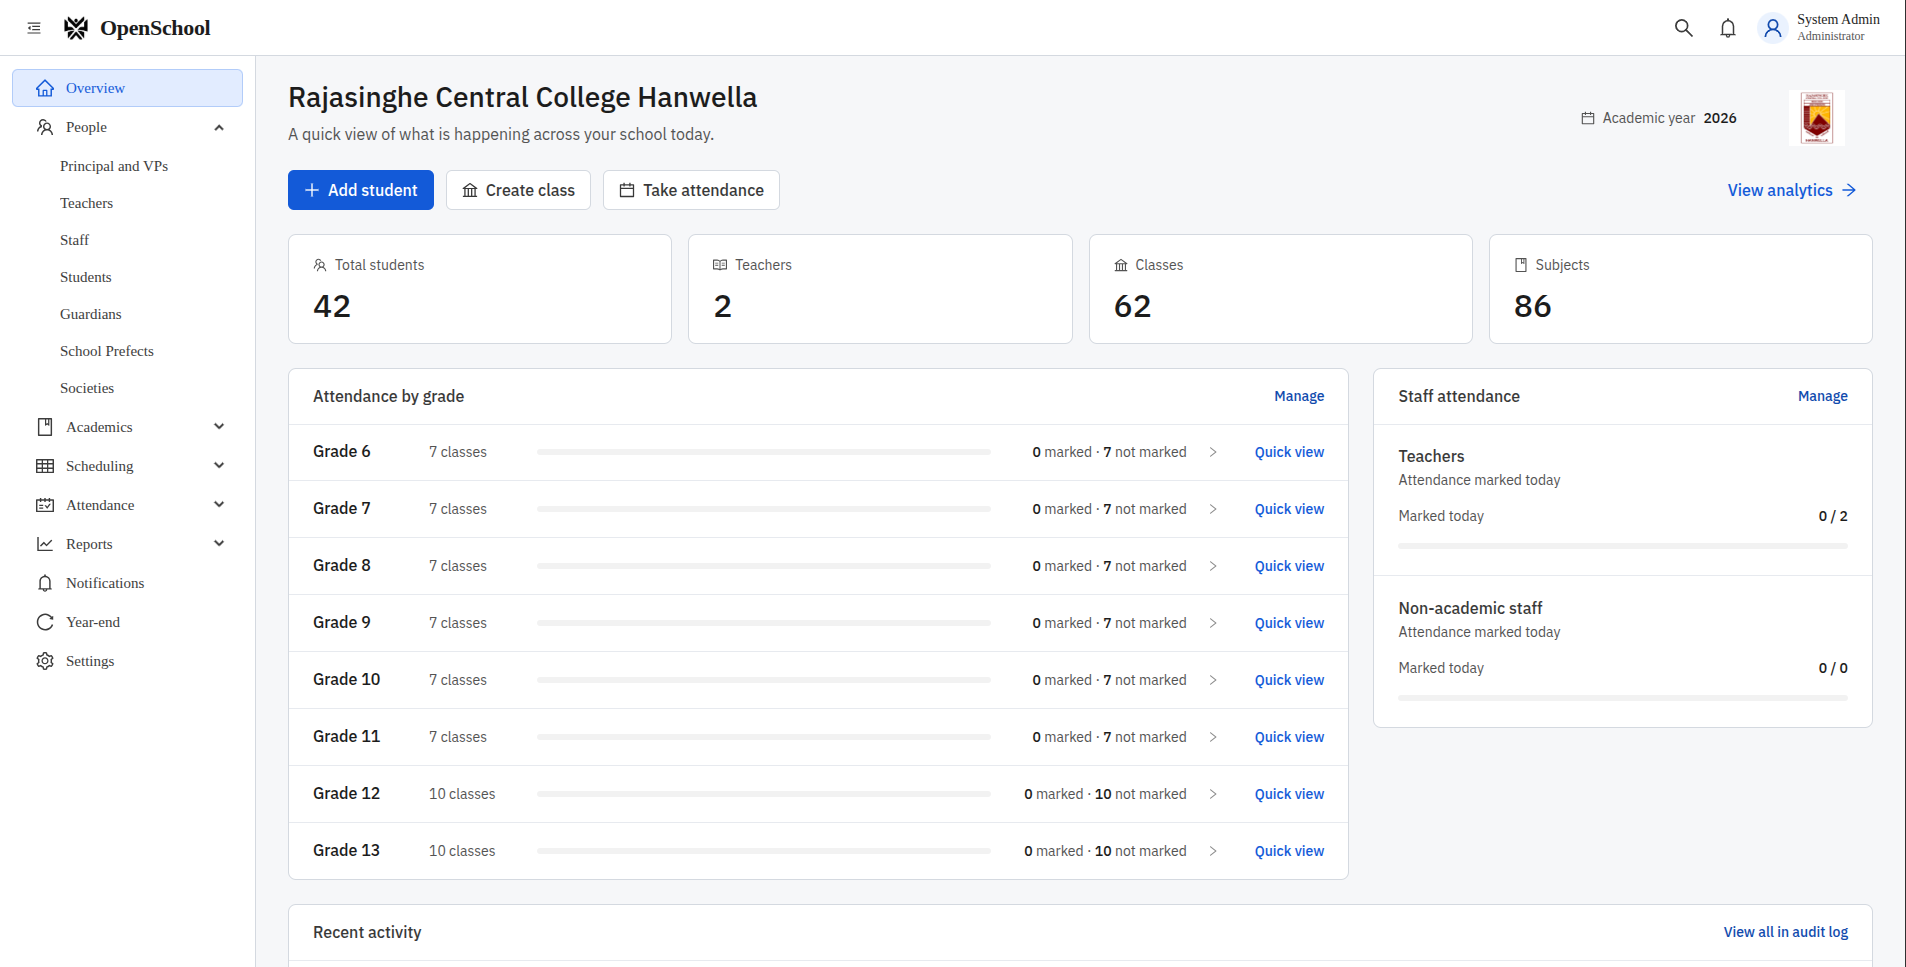 OpenSchool
System Admin
Administrator
Overview
People
Principal and VPs
Teachers
Staff
Students
Guardians
School Prefects
Societies
Academics
Scheduling
Attendance
Reports
Notifications
Year-end
Settings
Rajasinghe Central College Hanwella
A quick view of what is happening across your school today.
Academic year 2026
Add student
Create class
Take attendance
View analytics
Total students
42
Teachers
2
Classes
62
Subjects
86
Attendance by grade
Manage
Grade 6 7 classes 0 marked · 7 not marked Quick view
Grade 7 7 classes 0 marked · 7 not marked Quick view
Grade 8 7 classes 0 marked · 7 not marked Quick view
Grade 9 7 classes 0 marked · 7 not marked Quick view
Grade 10 7 classes 0 marked · 7 not marked Quick view
Grade 11 7 classes 0 marked · 7 not marked Quick view
Grade 12 10 classes 0 marked · 10 not marked Quick view
Grade 13 10 classes 0 marked · 10 not marked Quick view
Staff attendance
Manage
Teachers
Attendance marked today
Marked today 0 / 2
Non-academic staff
Attendance marked today
Marked today 0 / 0
Recent activity
View all in audit log